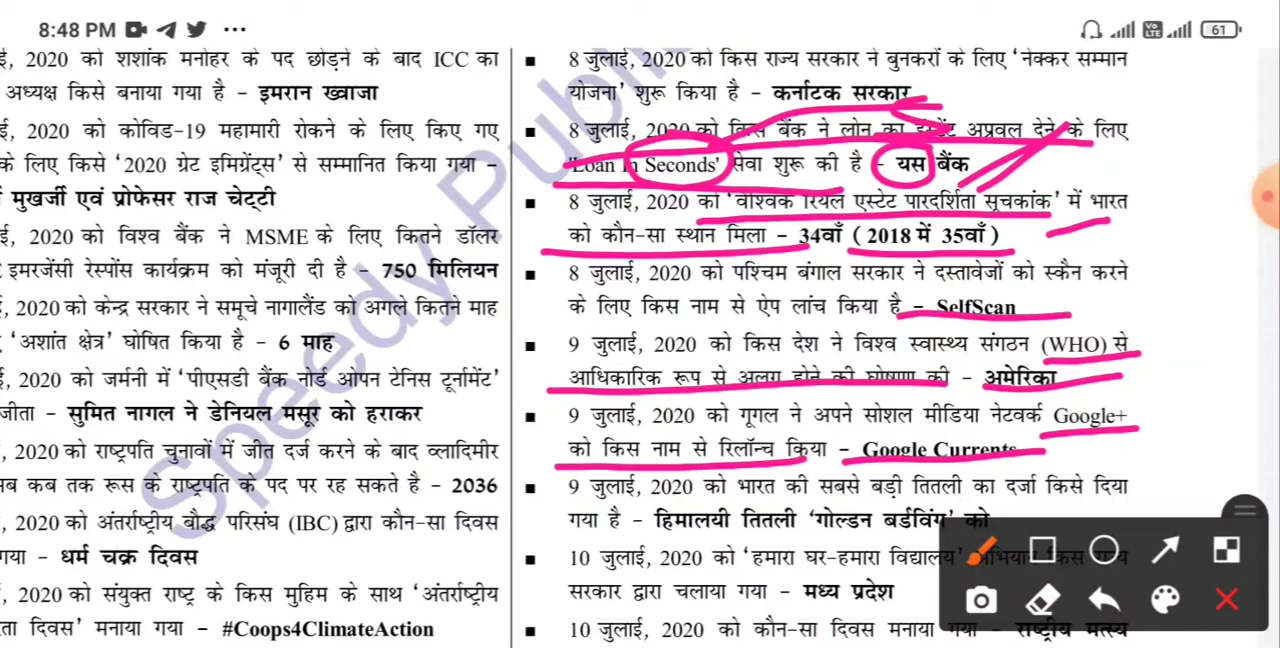 8:48 PM
61
ई, 2020 को शशांक मनोहर के पद छोड़ने के बाद ICC का
अध्यक्ष किसे बनाया गया है – इमरान ख्वाजा
ई, 2020 को कोविड-19 महामारी रोकने के लिए किए गए
के लिए किसे '2020 ग्रेट इमिग्रेंट्स' से सम्मानित किया गया –
मुखर्जी एवं प्रोफेसर राज चेट्टी
ई, 2020 को विश्व बैंक ने MSME के लिए कितने डॉलर
इमरजेंसी रेस्पोंस कार्यक्रम को मंजूरी दी है – 750 मिलियन
ई, 2020 को केन्द्र सरकार ने समूचे नागालैंड को अगले कितने माह
'अशांत क्षेत्र' घोषित किया है – 6 माह
ई, 2020 को जर्मनी में 'पीएसडी बैंक नोर्ड ओपन टेनिस टूर्नामेंट'
जीता – सुमित नागल ने डेनियल मसूर को हराकर
, 2020 को राष्ट्रपति चुनावों में जीत दर्ज करने के बाद व्लादिमीर
अब कब तक रूस के राष्ट्रपति के पद पर रह सकते है – 2036
, 2020 को अंतर्राष्ट्रीय बौद्ध परिसंघ (IBC) द्वारा कौन-सा दिवस
गया – धर्म चक्र दिवस
, 2020 को संयुक्त राष्ट्र के किस मुहिम के साथ 'अंतर्राष्ट्रीय
दिवस' मनाया गया – #Coops4ClimateAction
▪ 8 जुलाई, 2020 को किस राज्य सरकार ने बुनकरों के लिए 'नेक्कर सम्मान
योजना' शुरू किया है – कर्नाटक सरकार
▪ 8 जुलाई, 2020 को किस बैंक ने लोन का इंस्टेंट अप्रवल देने के लिए
'Loan in Seconds' सेवा शुरू की है – यस बैंक
▪ 8 जुलाई, 2020 को 'वैश्विक रियल एस्टेट पारदर्शिता सूचकांक' में भारत
को कौन-सा स्थान मिला – 34वाँ (2018 में 35वाँ)
▪ 8 जुलाई, 2020 को पश्चिम बंगाल सरकार ने दस्तावेजों को स्कैन करने
के लिए किस नाम से ऐप लांच किया है – SelfScan
▪ 9 जुलाई, 2020 को किस देश ने विश्व स्वास्थ्य संगठन (WHO) से
आधिकारिक रूप से अलग होने की घोषणा की – अमेरिका
▪ 9 जुलाई, 2020 को गूगल ने अपने सोशल मीडिया नेटवर्क Google+
को किस नाम से रिलॉन्च किया – Google Currents
▪ 9 जुलाई, 2020 को भारत की सबसे बड़ी तितली का दर्जा किसे दिया
गया है – हिमालयी तितली 'गोल्डन बर्डविंग' को
▪ 10 जुलाई, 2020 को 'हमारा घर-हमारा विद्यालय' अभियान किस राज्य
सरकार द्वारा चलाया गया – मध्य प्रदेश
▪ 10 जुलाई, 2020 को कौन-सा दिवस मनाया गया – राष्ट्रीय मत्स्य
Speedy Publi